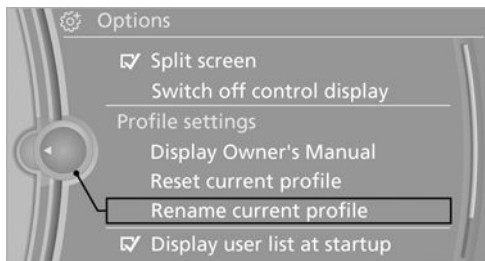 Options
Split screen
Switch off control display
Profile settings
Display Owner's Manual
Reset current profile
Rename current profile
Display user list at startup